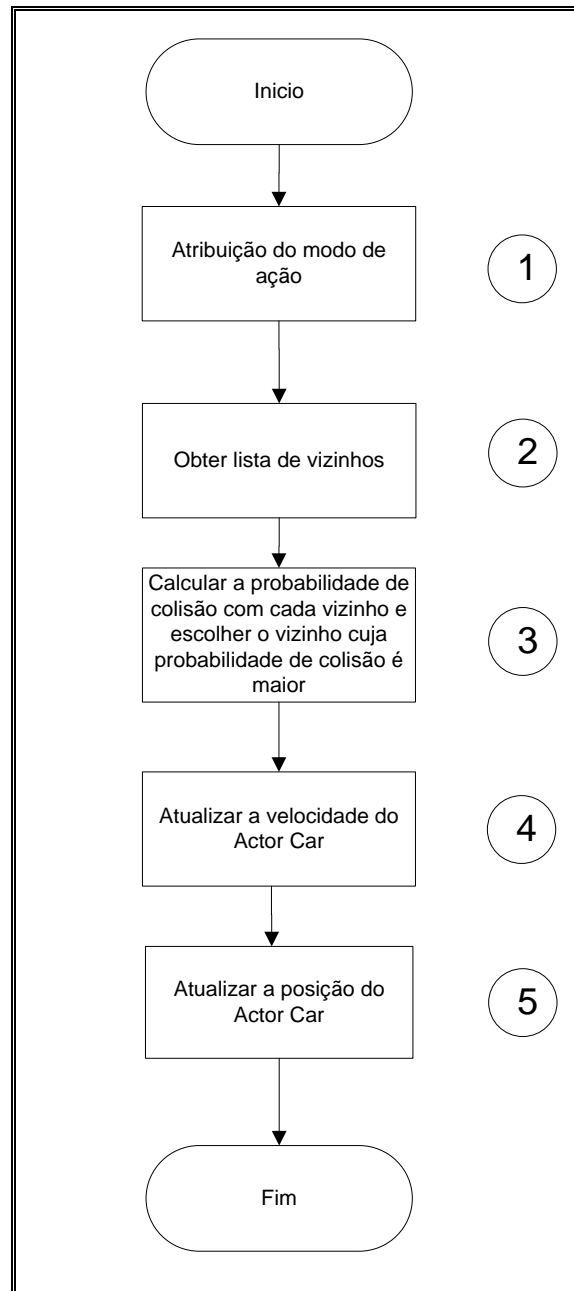 Inicio
Atribuição do modo de
ação
1
Obter lista de vizinhos
2
Calcular a probabilidade de
colisão com cada vizinho e
escolher o vizinho cuja
probabilidade de colisão é
maior
3
Atualizar a velocidade do
Actor Car
4
Atualizar a posição do
Actor Car
5
Fim